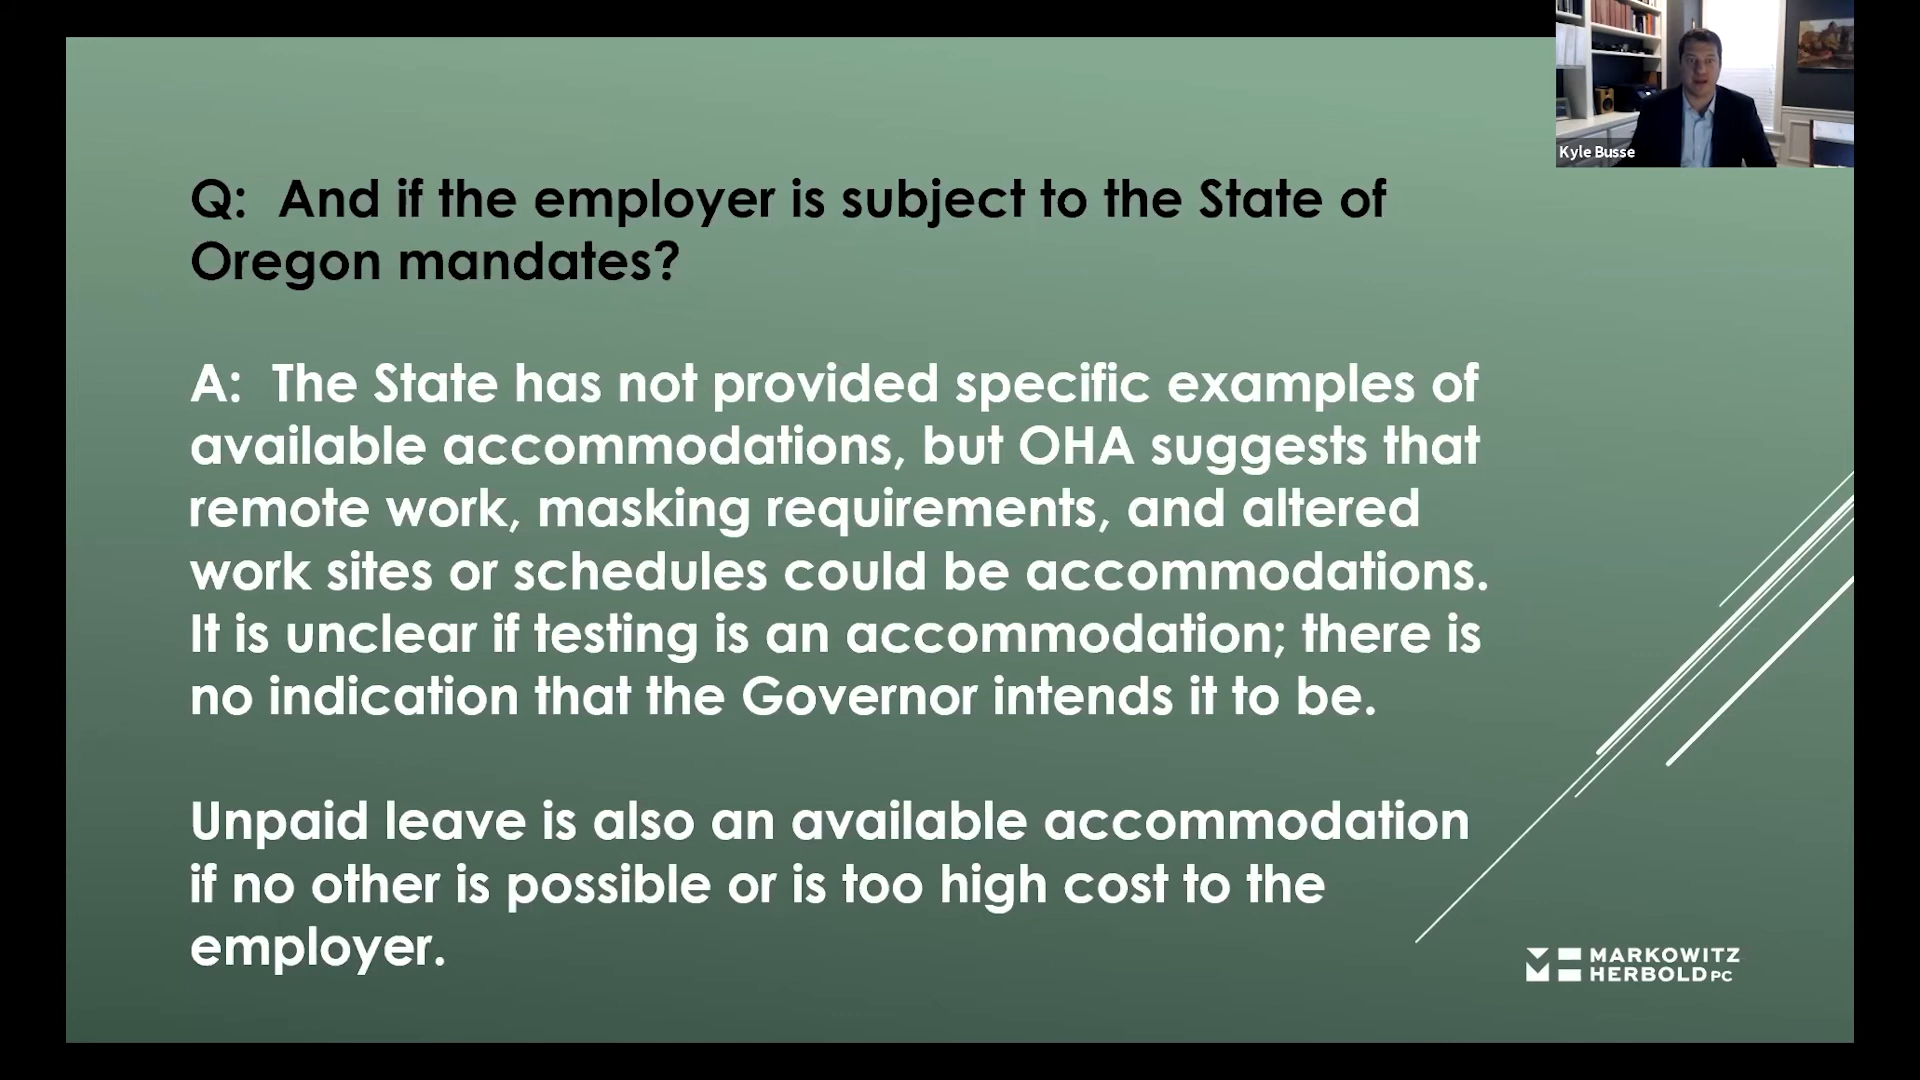 Kyle Busse
Q: And if the employer is subject to the State of
Oregon mandates?
A: The State has not provided specific examples of
available accommodations, but OHA suggests that
remote work, masking requirements, and altered
work sites or schedules could be accommodations.
It is unclear if testing is an accommodation; there is
no indication that the Governor intends it to be.
Unpaid leave is also an available accommodation
if no other is possible or is too high cost to the
employer.
MARKOWITZ
HERBOLD PC